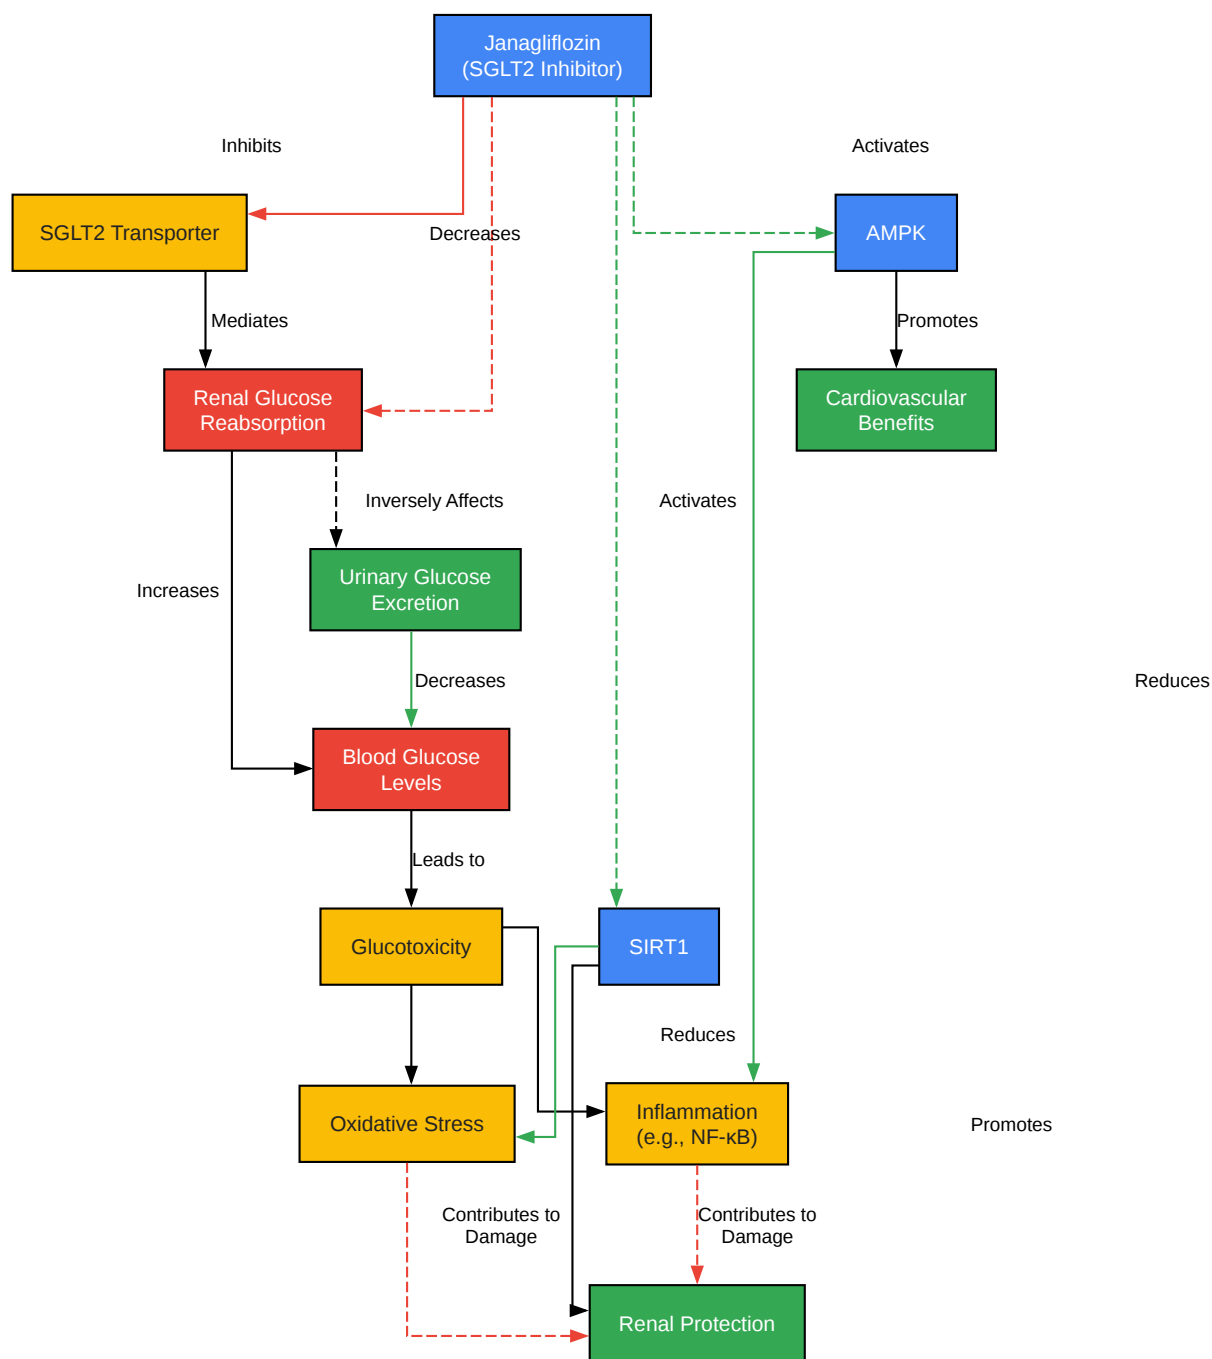 Janagliflozin
(SGLT2 Inhibitor)
Inhibits
Activates
SGLT2 Transporter
Decreases
AMPK
Mediates
Promotes
Renal Glucose
Reabsorption
Cardiovascular
Benefits
Inversely Affects
Activates
Urinary Glucose
Excretion
Increases
Decreases
Reduces
Blood Glucose
Levels
Leads to
Glucotoxicity
SIRT1
Reduces
Oxidative Stress
Inflammation
(e.g., NF-κB)
Promotes
Contributes to
Damage
Contributes to
Damage
Renal Protection